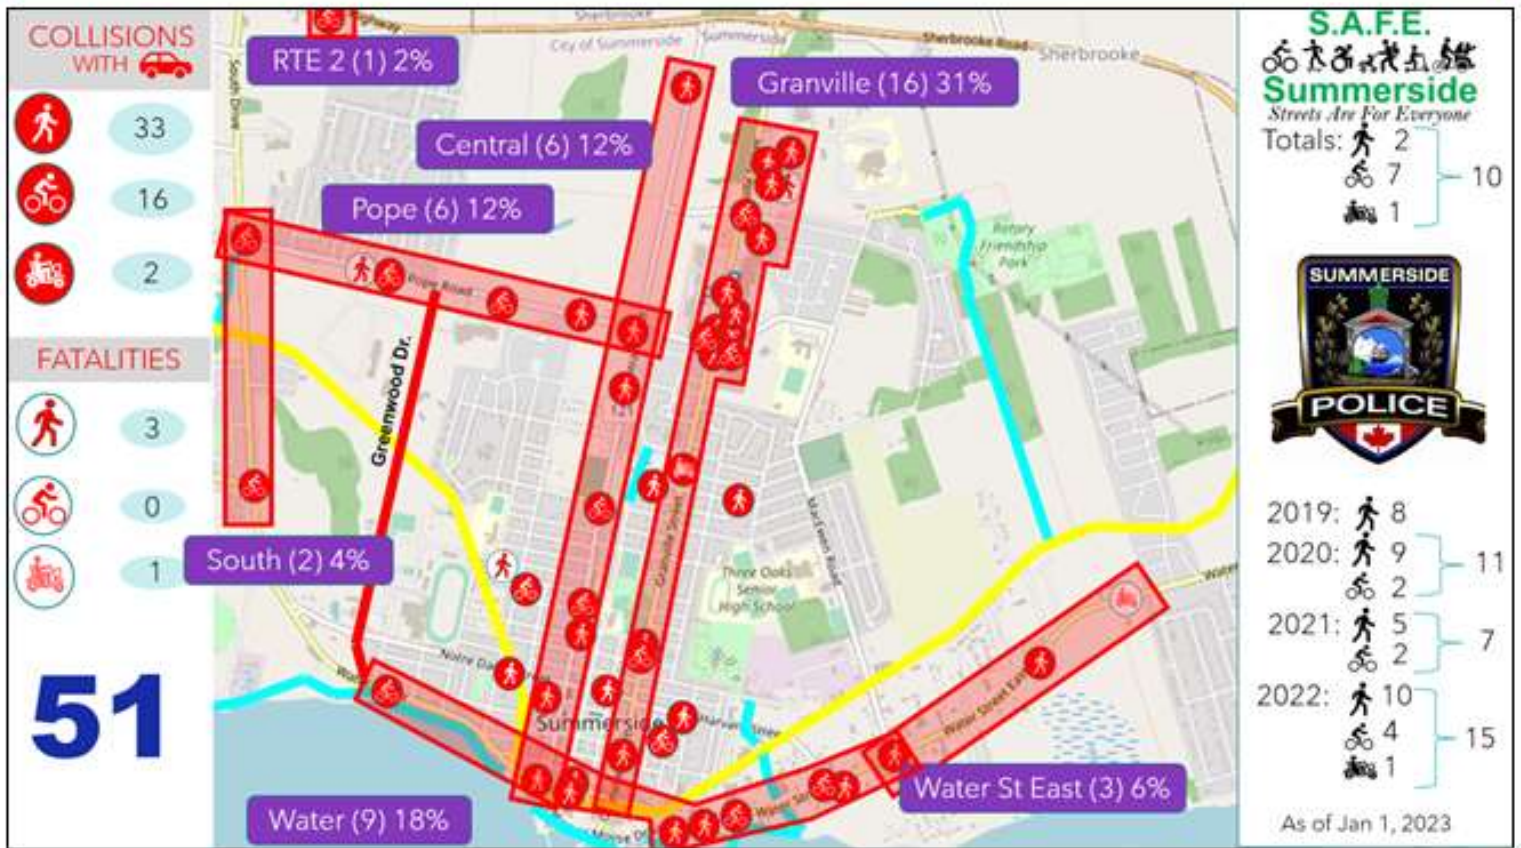 COLLISIONS
WITH
33
16
2
FATALITIES
3
0
1
51
RTE 2 (1) 2%
Central (6) 12%
Granville (16) 31%
Pope (6) 12%
South (2) 4%
Water (9) 18%
Water St East (3) 6%
Sherbrooke
City of Summerside
Summerside
Sherbrooke Road
Sherbrooke
South Drive
Pope Road
Greenwood Dr.
Rotary
Friendship
Park
Granville Street
MacEwen Road
Three Oaks
Senior
High School
Summerside
Water Street East
Water
S.A.F.E.
Summerside
Streets Are For Everyone
Totals: 2
7
1
10
SUMMERSIDE
POLICE
2019: 8
2020: 9
2
11
2021: 5
2
7
2022: 10
4
1
15
As of Jan 1, 2023